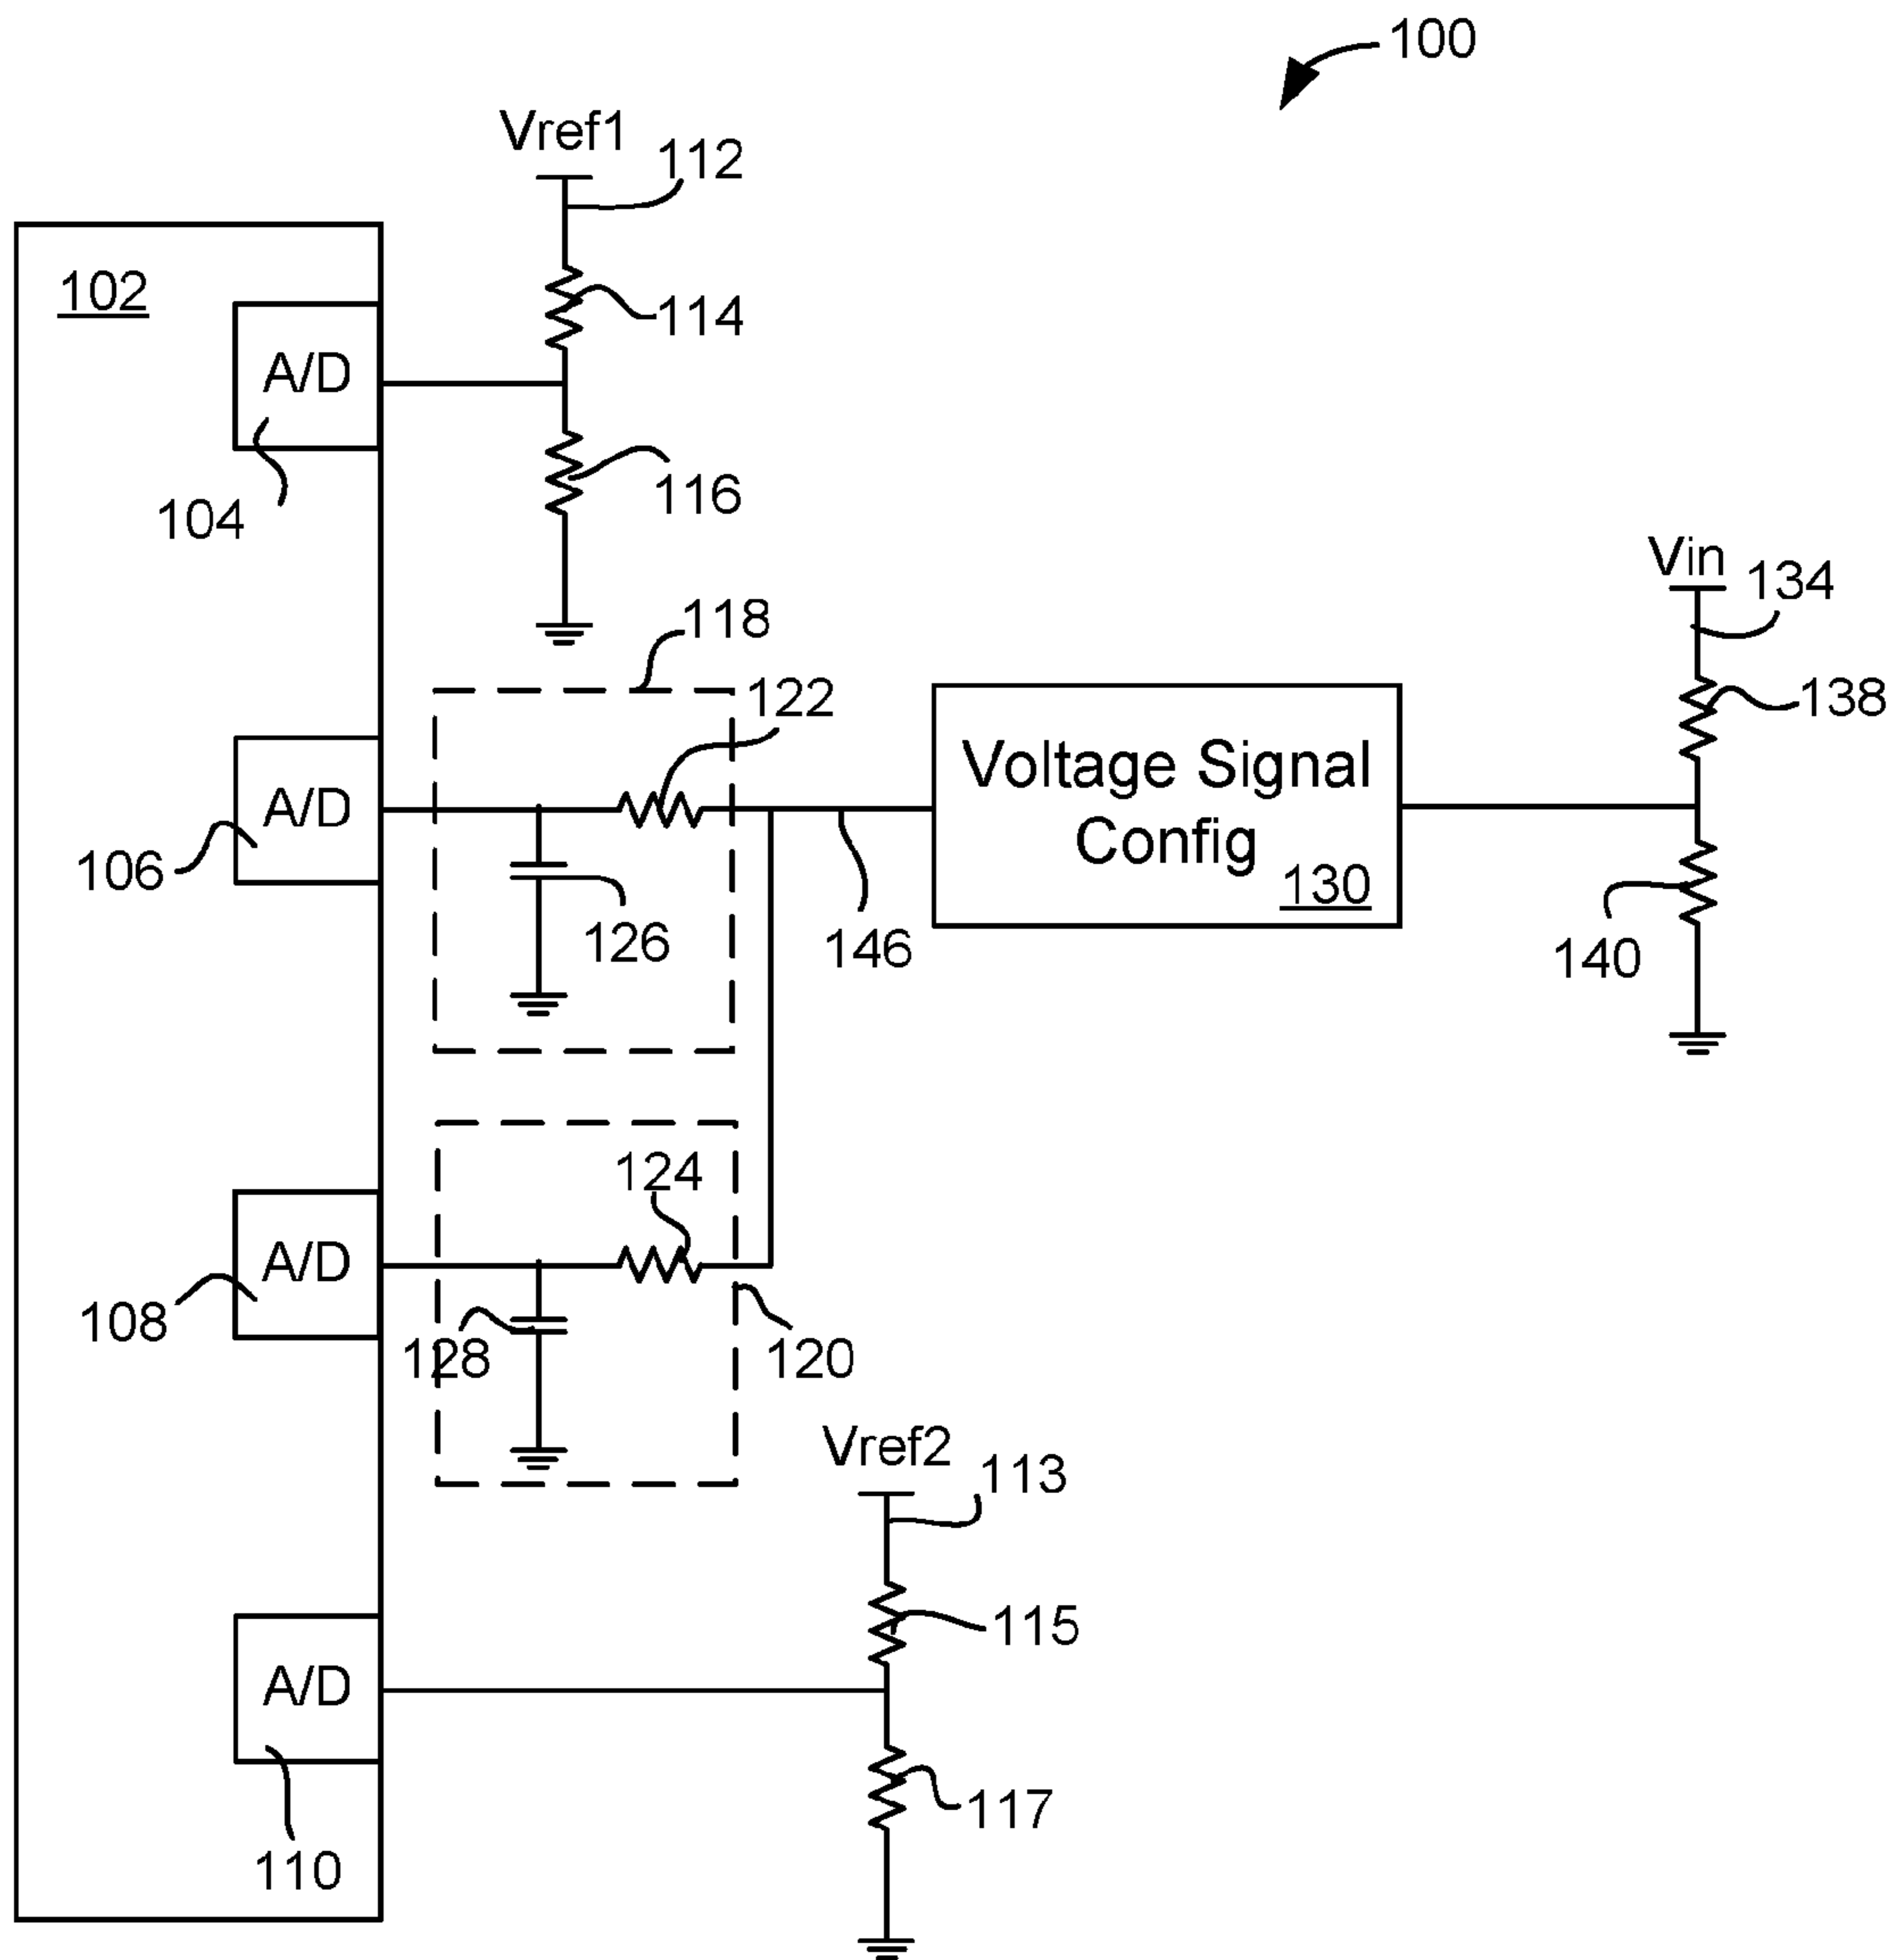 100
Vref1
112
102
114
A/D
116
104
Vin
134
118
122
138
Voltage Signal
Config
A/D
106
130
126
146
140
124
A/D
108
128
120
Vref2
113
115
A/D
117
110